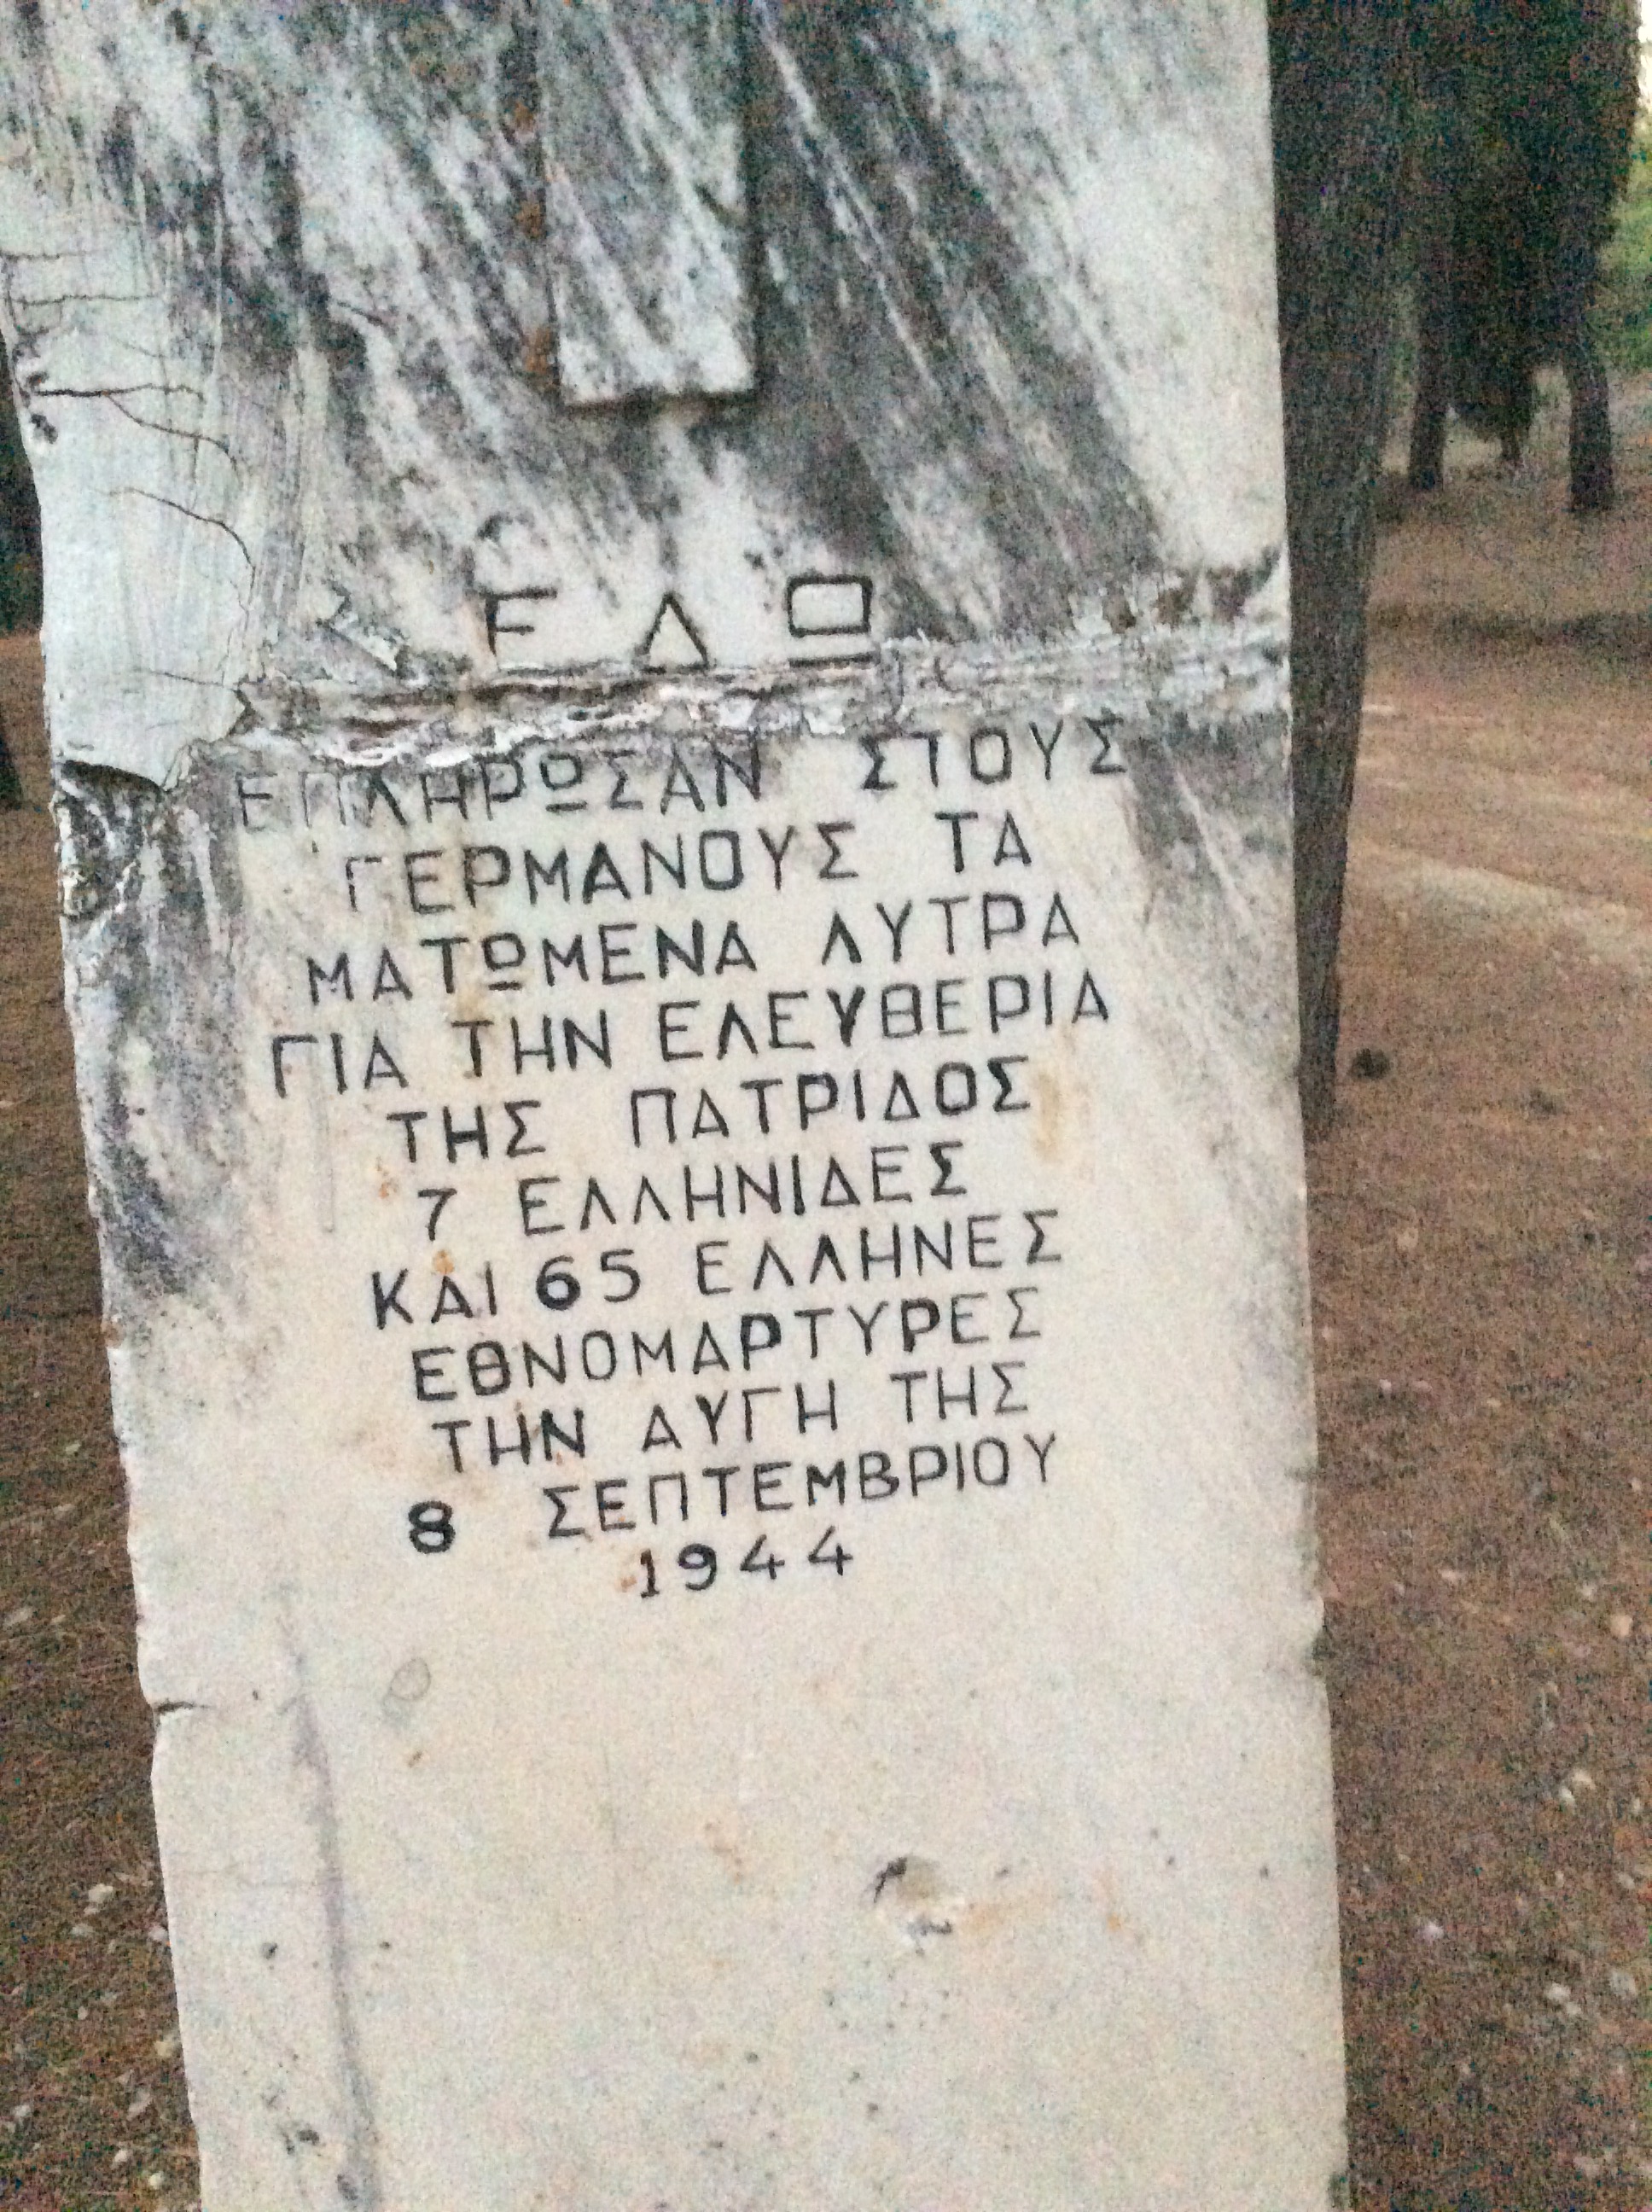 ΕΔΩ
ΕΠΛΗΡΩΣΑΝ ΣΤΟΥΣ
ΓΕΡΜΑΝΟΥΣ ΤΑ
ΜΑΤΩΜΕΝΑ ΛΥΤΡΑ
ΓΙΑ ΤΗΝ ΕΛΕΥΘΕΡΙΑ
ΤΗΣ ΠΑΤΡΙΔΟΣ
7 ΕΛΛΗΝΙΔΕΣ
ΚΑΙ 65 ΕΛΛΗΝΕΣ
ΕΘΝΟΜΑΡΤΥΡΕΣ
ΤΗΝ ΑΥΓΗ ΤΗΣ
8 ΣΕΠΤΕΜΒΡΙΟΥ
1944